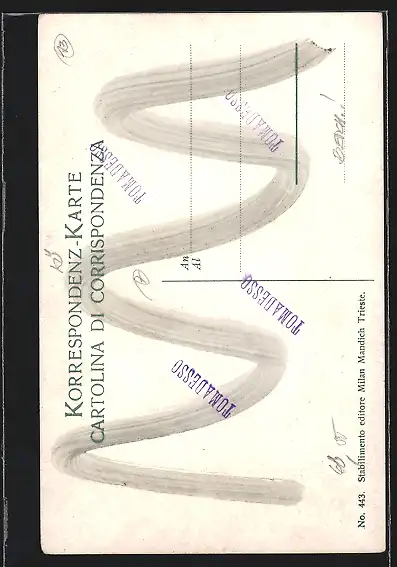 KORRESPONDENZ-KARTE
CARTOLINA DI CORRISPONDENZA
An
Al
TOMADESSO
TOMADESSO
TOMADESSO
TOMADESSO
No. 443. Stabilimento editore Milan Mandich Trieste.